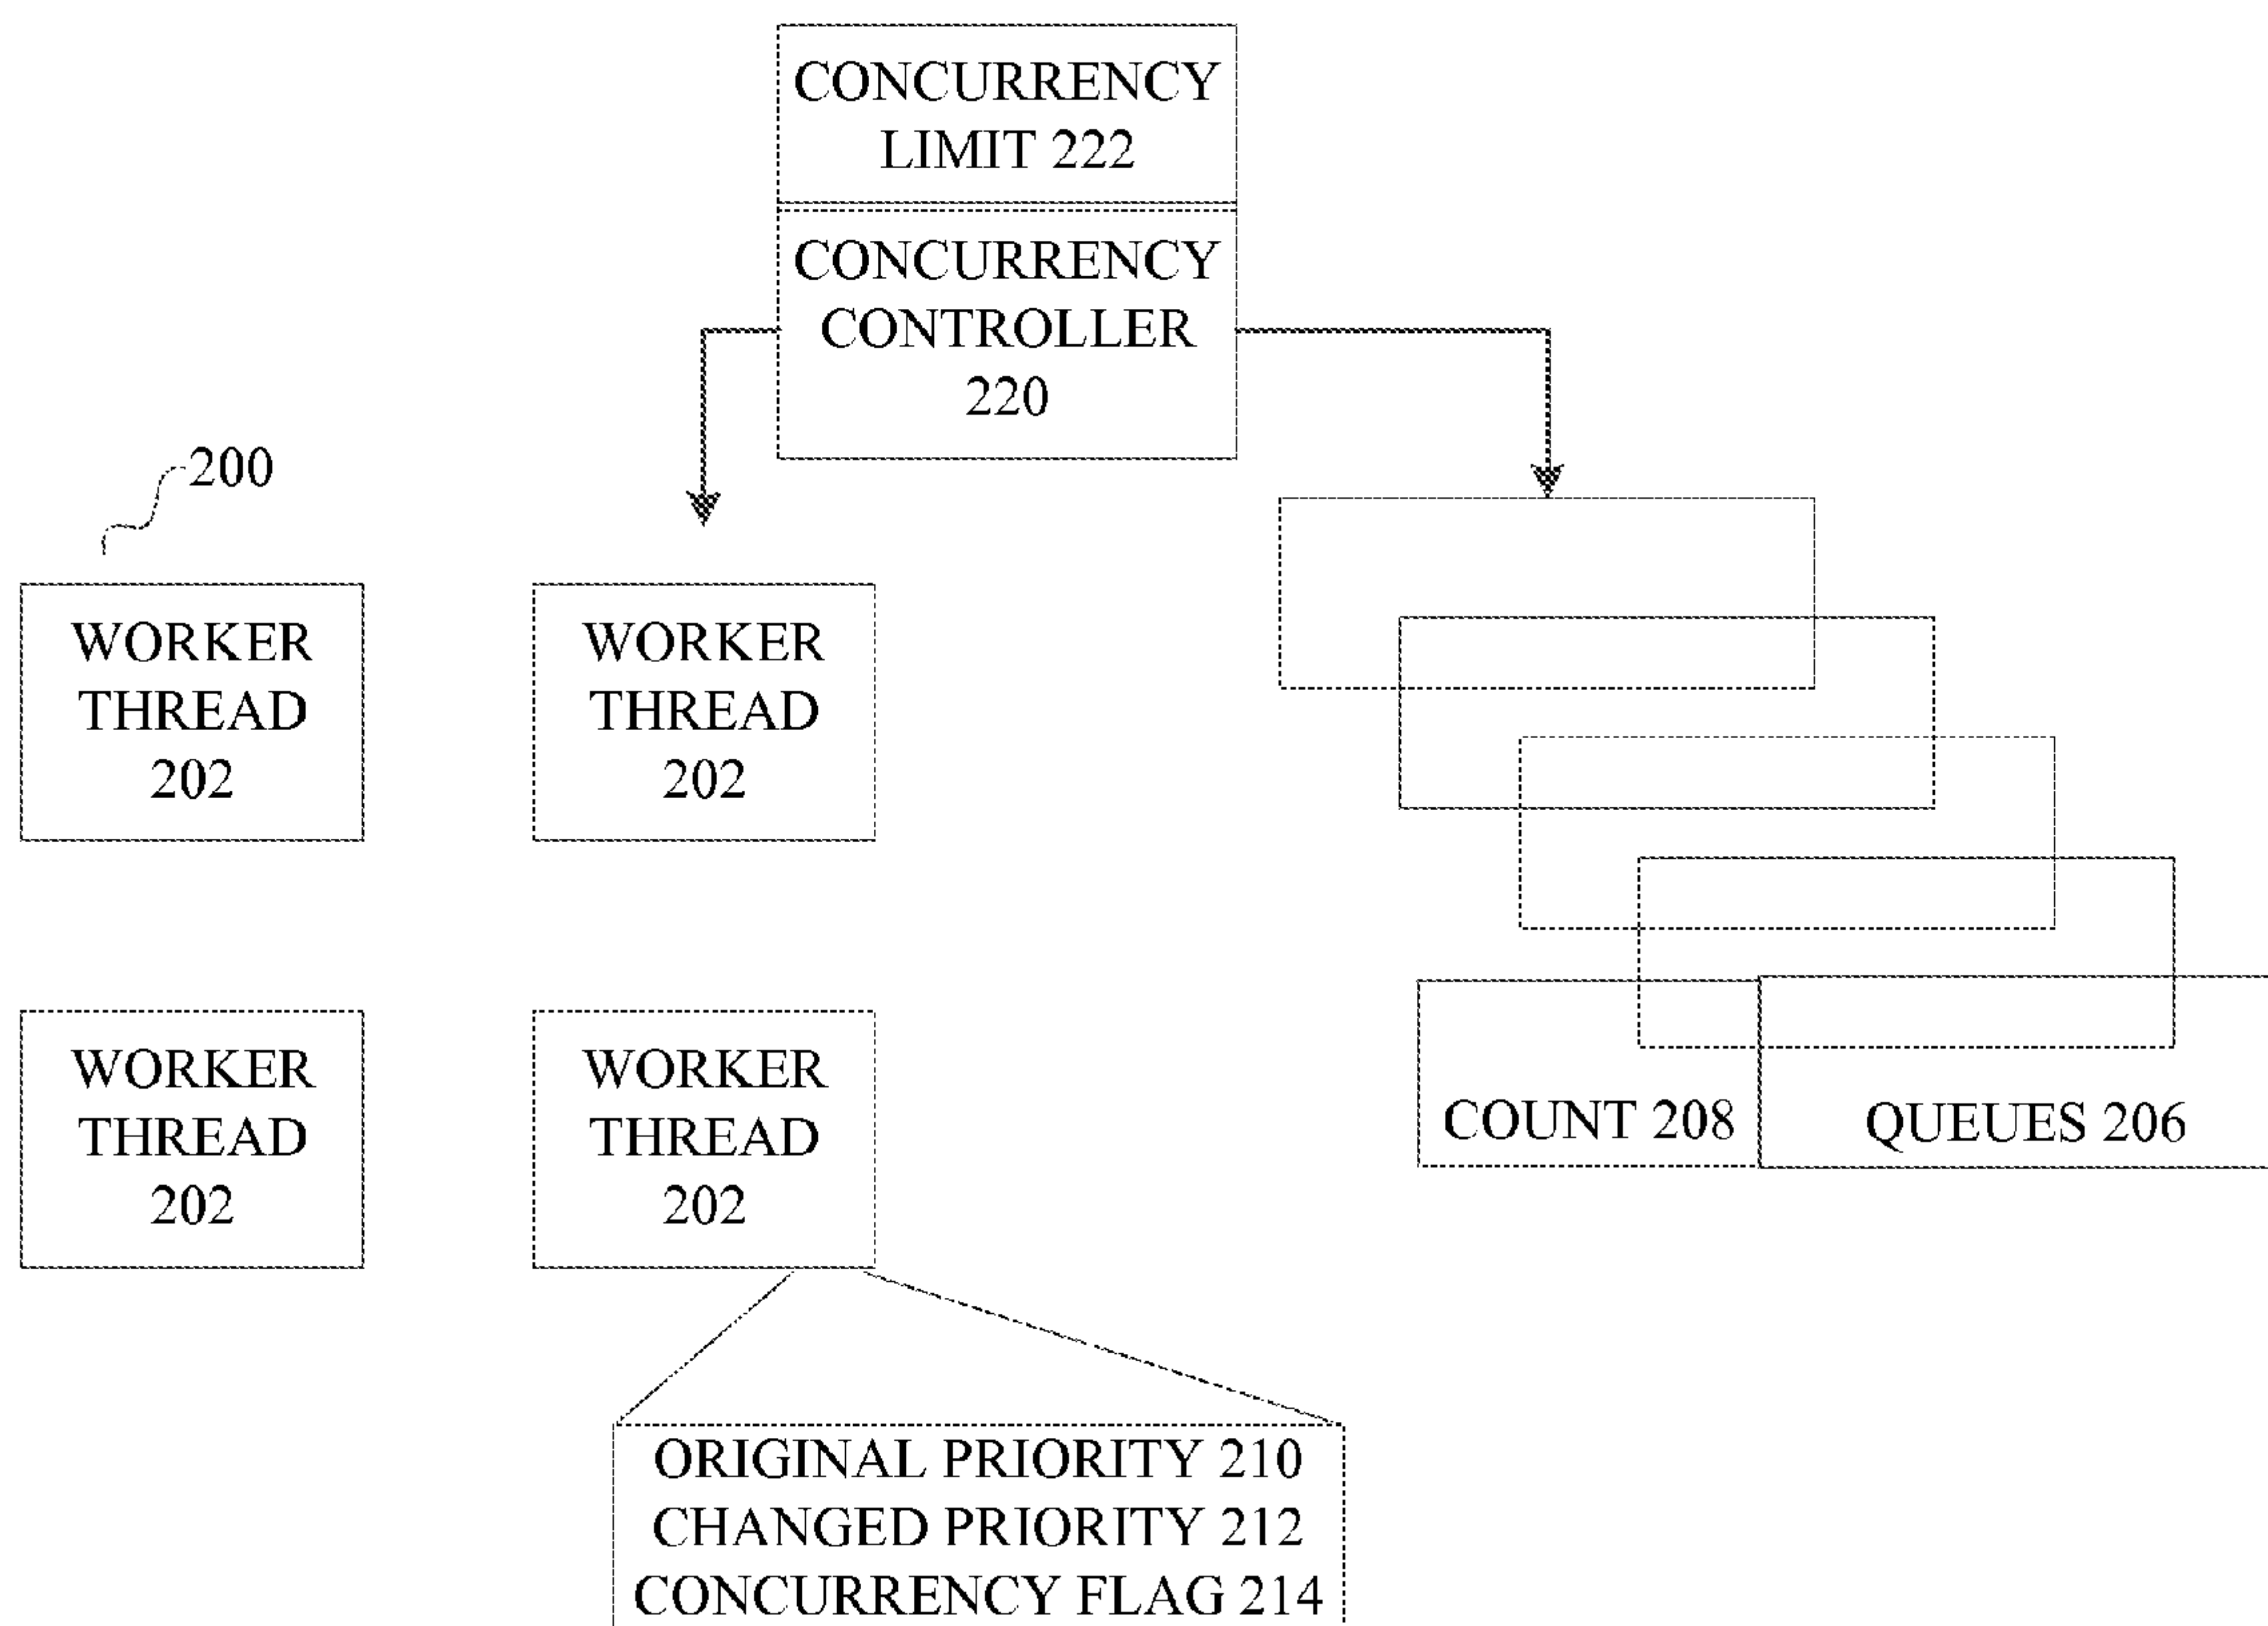 CONCURRENCY
LIMIT 222
CONCURRENCY
CONTROLLER
220
200
WORKER
THREAD
202
WORKER
THREAD
202
WORKER
THREAD
202
WORKER
THREAD
202
COUNT 208
QUEUES 206
ORIGINAL PRIORITY 210
CHANGED PRIORITY 212
CONCURRENCY FLAG 214